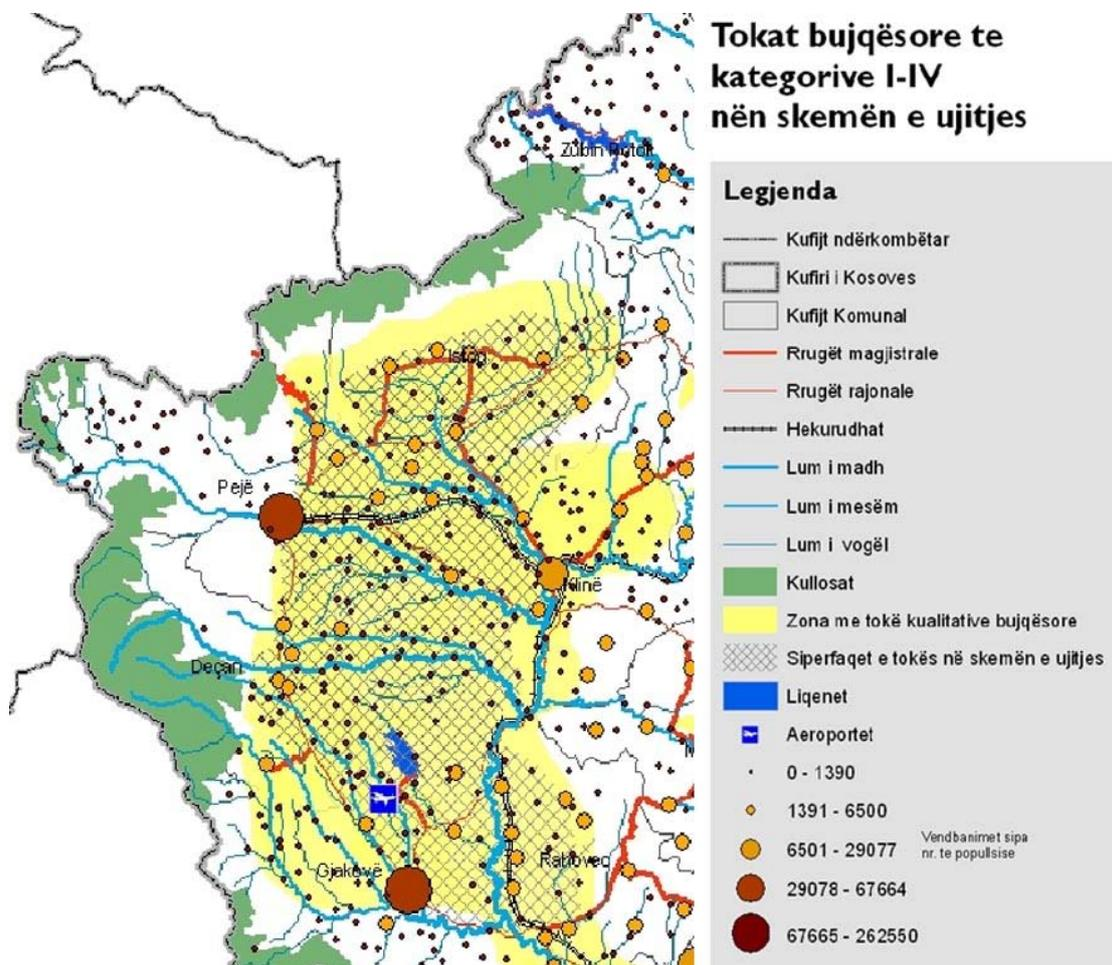 Tokat bujqësore te
kategorive I-IV
nën skemën e ujitjes
Legjenda
Kufijt ndërkombëtar
Kufiri i Kosoves
Kufijt Komunal
Rrugët magjistrale
Rrugët rajonale
Hekurudhat
Lum i madh
Lum i mesëm
Lum i vogël
Kullosat
Zona me tokë kualitative bujqësore
Siperfaqet e tokës në skemën e ujitjes
Liqenet
Aeroportet
0 - 1390
1391 - 6500
6501 - 29077
Vendbanimet sipa
nr. te popullsise
29078 - 67664
67665 - 262550
Zubin Potok
Istog
Pejë
Klinë
Deçan
Gjakovë
Rahovec